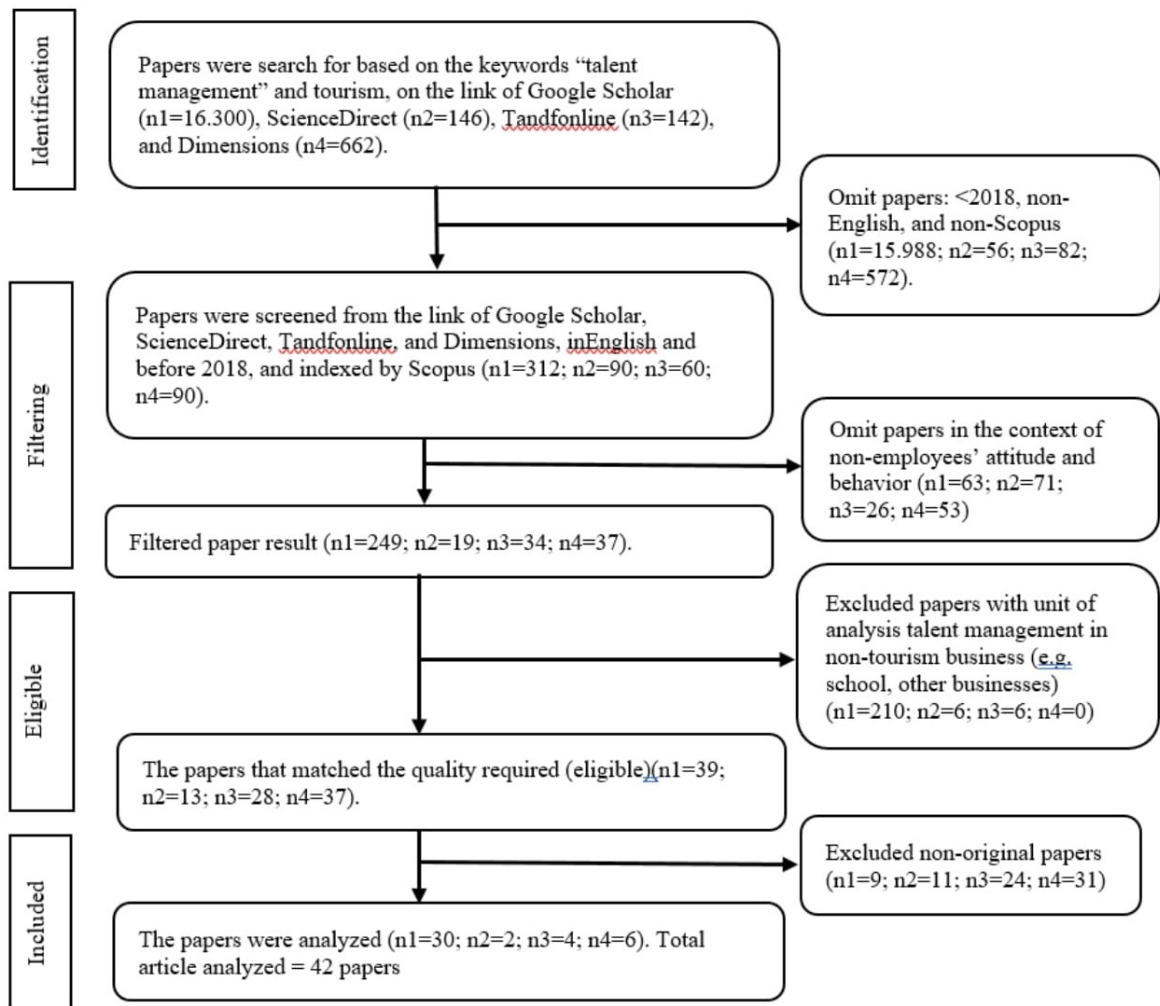 Identification
Papers were search for based on the keywords “talent
management” and tourism, on the link of Google Scholar
(n1=16.300), ScienceDirect (n2=146), Tandfonline (n3=142),
and Dimensions (n4=662).
Omit papers: <2018, non-
English, and non-Scopus
(n1=15.988; n2=56; n3=82;
n4=572).
Filtering
Papers were screened from the link of Google Scholar,
ScienceDirect, Tandfonline, and Dimensions, inEnglish and
before 2018, and indexed by Scopus (n1=312; n2=90; n3=60;
n4=90).
Omit papers in the context of
non-employees’ attitude and
behavior (n1=63; n2=71;
n3=26; n4=53)
Filtered paper result (n1=249; n2=19; n3=34; n4=37).
Eligible
Excluded papers with unit of
analysis talent management in
non-tourism business (e.g.
school, other businesses)
(n1=210; n2=6; n3=6; n4=0)
The papers that matched the quality required (eligible)(n1=39;
n2=13; n3=28; n4=37).
Included
Excluded non-original papers
(n1=9; n2=11; n3=24; n4=31)
The papers were analyzed (n1=30; n2=2; n3=4; n4=6). Total
article analyzed = 42 papers